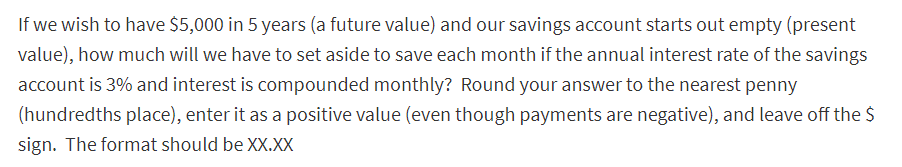 If we wish to have $5,000 in 5 years (a future value) and our savings account starts out empty (present
value), how much will we have to set aside to save each month if the annual interest rate of the savings
account is 3% and interest is compounded monthly? Round your answer to the nearest penny
(hundredths place), enter it as a positive value (even though payments are negative), and leave off the $
sign. The format should be XX.XX